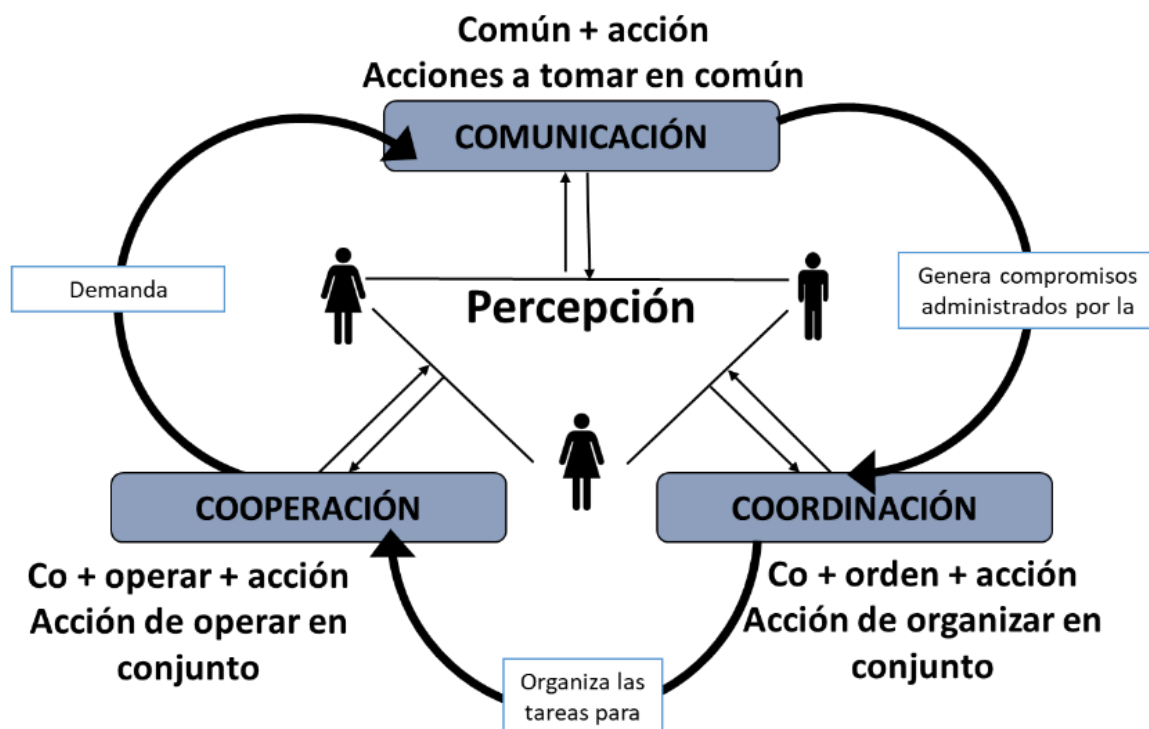 Común + acción
Acciones a tomar en común
COMUNICACIÓN
Demanda
Genera compromisos
administrados por la
Percepción
COOPERACIÓN
COORDINACIÓN
Co + operar + acción
Acción de operar en
conjunto
Co + orden + acción
Acción de organizar en
conjunto
Organiza las
tareas para